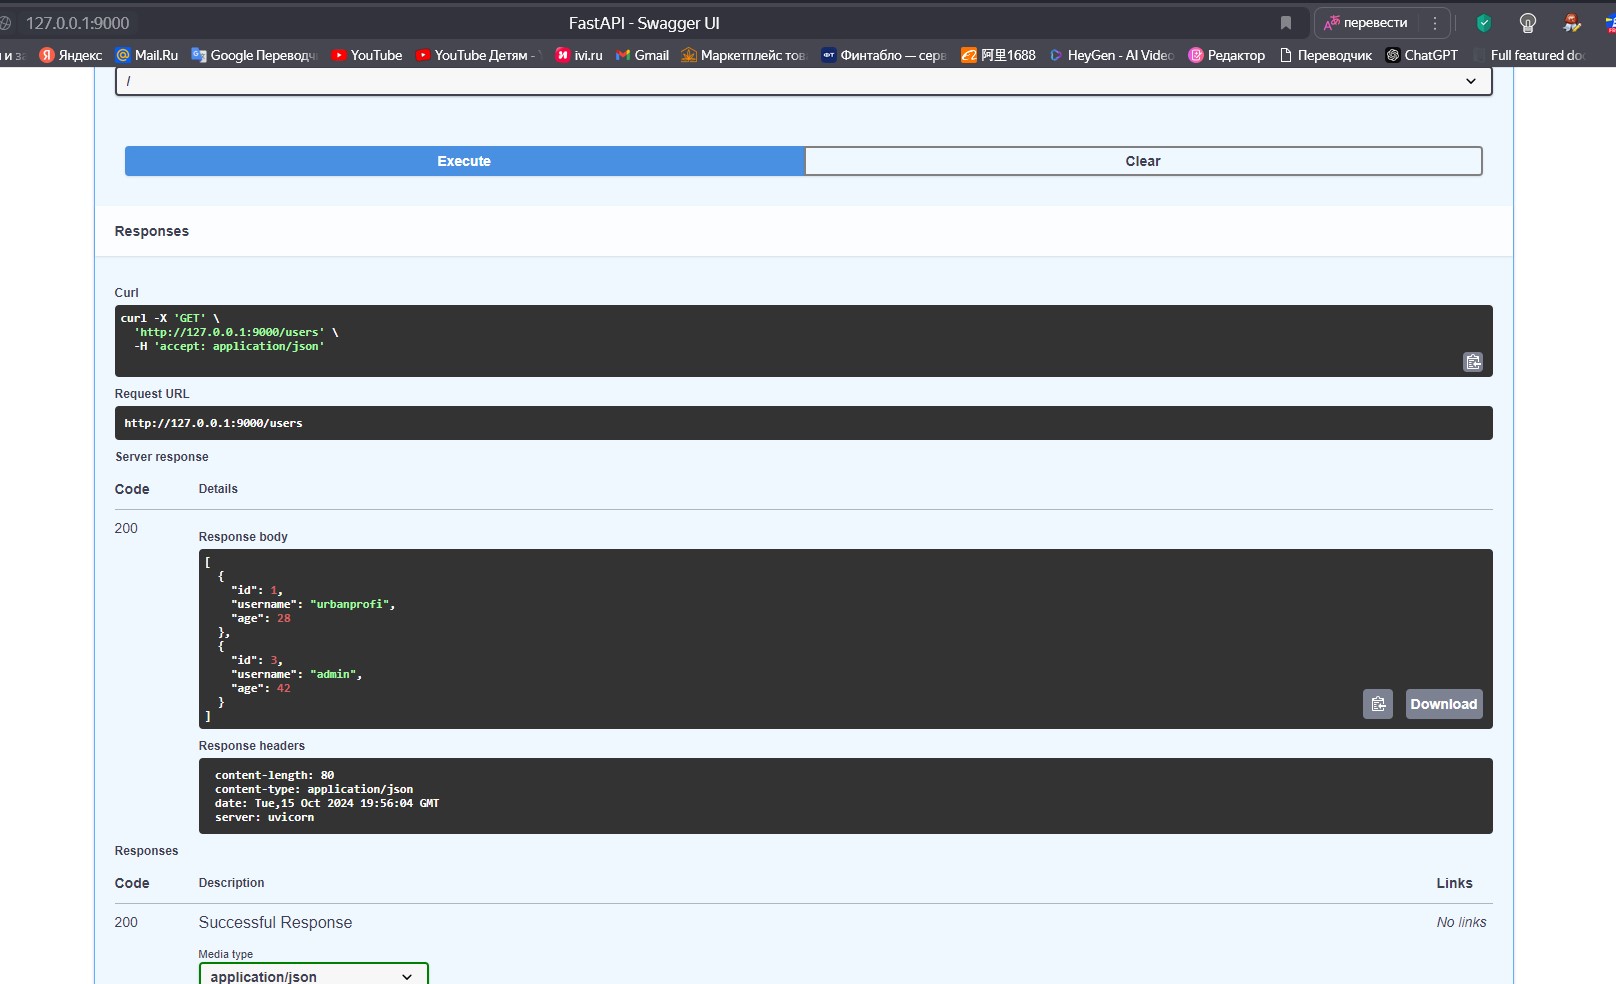 127.0.0.1:9000
FastAPI - Swagger UI
перевести
Яндекс
Mail.Ru
Google Переводч
YouTube
YouTube Детям -
ivi.ru
Gmail
Маркетплейс тов
Финтабло — серв
阿里1688
HeyGen - AI Video
Редактор
Переводчик
ChatGPT
Full featured do
/
Execute
Clear
Responses
Curl
curl -X 'GET' \
'http://127.0.0.1:9000/users' \
-H 'accept: application/json'
Request URL
http://127.0.0.1:9000/users
Server response
Code Details
200
Response body
[
{
"id": 1,
"username": "urbanprofi",
"age": 28
},
{
"id": 3,
"username": "admin",
"age": 42
}
]
Download
Response headers
content-length: 80
content-type: application/json
date: Tue,15 Oct 2024 19:56:04 GMT
server: uvicorn
Responses
Code Description Links
200 Successful Response No links
Media type
application/json